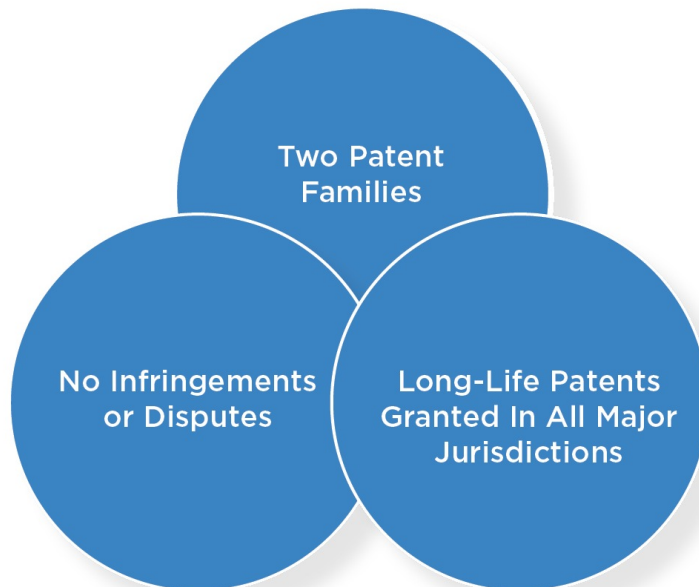 Two Patent
Families
No Infringements
or Disputes
Long-Life Patents
Granted In All Major
Jurisdictions